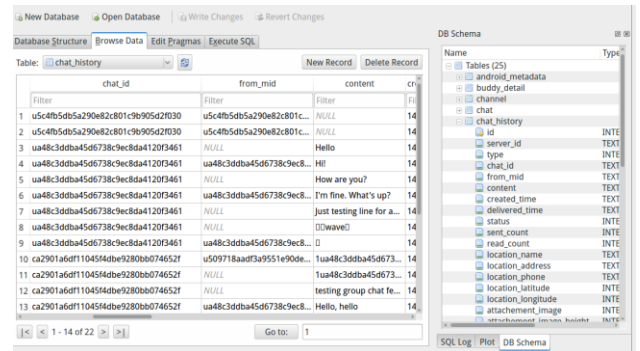 New Database Open Database Write Changes Revert Changes
Database Structure Browse Data Edit Pragmas Execute SQL
Table: chat_history New Record Delete Record
chat_id from_mid content cr
Filter Filter Filter Fil
1 u5c4fb5db5a290e82c801c9b905d2f030 u5c4fb5db5a290e82c801c... NULL 14
2 u5c4fb5db5a290e82c801c9b905d2f030 u5c4fb5db5a290e82c801c... NULL 14
3 ua48c3ddba45d6738c9ec8da4120f3461 NULL Hello 14
4 ua48c3ddba45d6738c9ec8da4120f3461 ua48c3ddba45d6738c9ec8... Hi! 14
5 ua48c3ddba45d6738c9ec8da4120f3461 NULL How are you? 14
6 ua48c3ddba45d6738c9ec8da4120f3461 ua48c3ddba45d6738c9ec8... I'm fine. What's up? 14
7 ua48c3ddba45d6738c9ec8da4120f3461 NULL Just testing line for a... 14
8 ua48c3ddba45d6738c9ec8da4120f3461 NULL wave 14
9 ua48c3ddba45d6738c9ec8da4120f3461 ua48c3ddba45d6738c9ec8... 14
10 ca2901a6df11045f4dbe9280bb074652f u509718aadf3a9551e90de... 1ua48c3ddba45d673... 14
11 ca2901a6df11045f4dbe9280bb074652f NULL 1ua48c3ddba45d673... 14
12 ca2901a6df11045f4dbe9280bb074652f NULL testing group chat fe... 14
13 ca2901a6df11045f4dbe9280bb074652f ua48c3ddba45d6738c9ec8... Hello, hello 14
|< < 1 - 14 of 22 > >| Go to: 1
DB Schema
Name Type
Tables (25)
android_metadata
buddy_detail
channel
chat
chat_history
id INTE
server_id TEXT
type INTE
chat_id TEXT
from_mid TEXT
content TEXT
created_time TEXT
delivered_time TEXT
status INTE
sent_count INTE
read_count INTE
location_name TEXT
location_address TEXT
location_phone TEXT
location_latitude INTE
location_longitude INTE
attachement_image INTE
attachement_image_height INTE
SQL Log Plot DB Schema